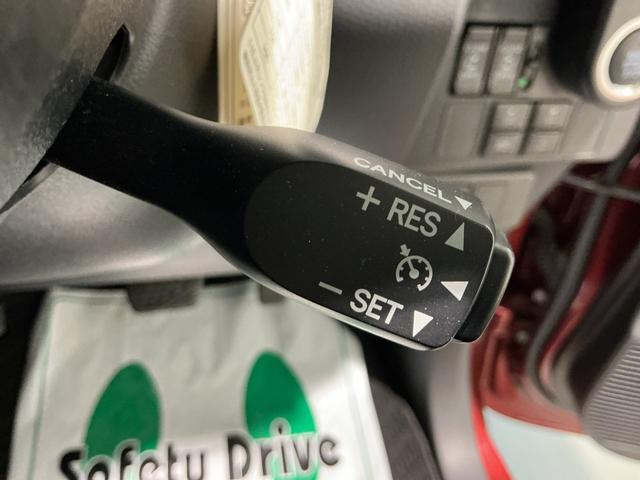 CANCEL
+ RES
− SET
Safety Drive